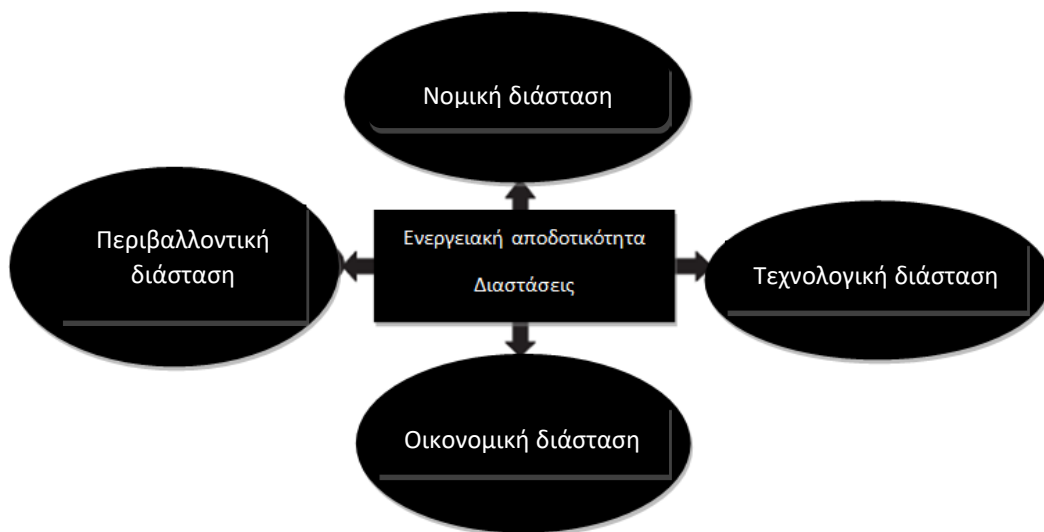 Νομική διάσταση
Περιβαλλοντική
διάσταση
Ενεργειακή αποδοτικότητα
Διαστάσεις
Τεχνολογική διάσταση
Οικονομική διάσταση